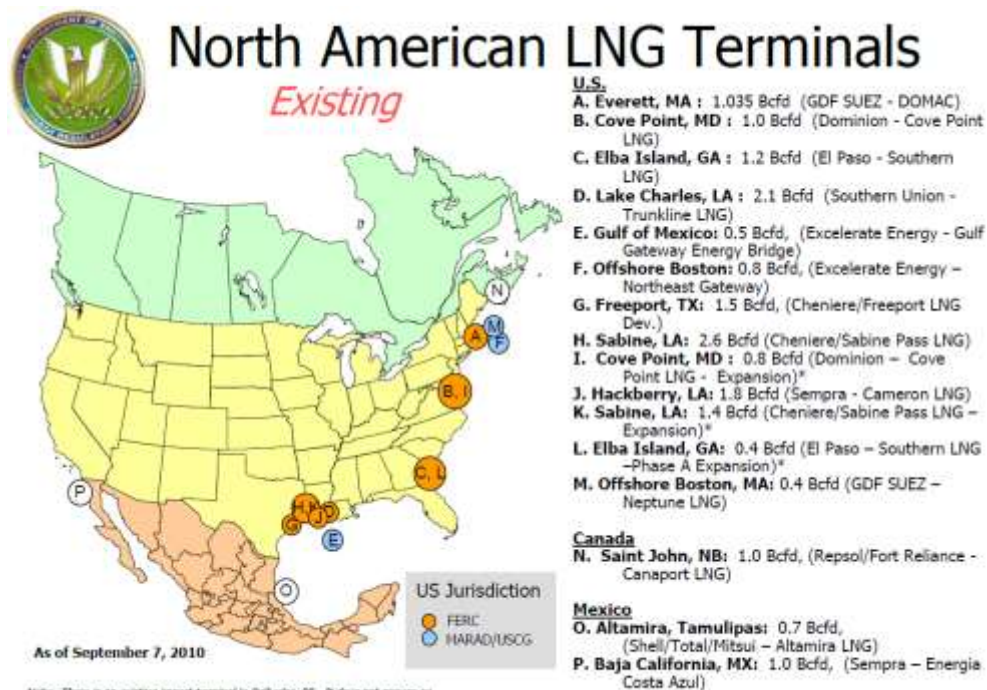 North American LNG Terminals
Existing
U.S.
A. Everett, MA : 1.035 Bcfd (GDF SUEZ - DOMAC)
B. Cove Point, MD : 1.0 Bcfd (Dominion - Cove Point
LNG)
C. Elba Island, GA : 1.2 Bcfd (El Paso - Southern
LNG)
D. Lake Charles, LA : 2.1 Bcfd (Southern Union -
Trunkline LNG)
E. Gulf of Mexico: 0.5 Bcfd, (Excelerate Energy - Gulf
Gateway Energy Bridge)
F. Offshore Boston: 0.8 Bcfd, (Excelerate Energy –
Northeast Gateway)
G. Freeport, TX: 1.5 Bcfd, (Cheniere/Freeport LNG
Dev.)
H. Sabine, LA: 2.6 Bcfd (Cheniere/Sabine Pass LNG)
I. Cove Point, MD : 0.8 Bcfd (Dominion – Cove
Point LNG - Expansion)*
J. Hackberry, LA: 1.8 Bcfd (Sempra - Cameron LNG)
K. Sabine, LA: 1.4 Bcfd (Cheniere/Sabine Pass LNG –
Expansion)*
L. Elba Island, GA: 0.4 Bcfd (El Paso – Southern LNG
–Phase A Expansion)*
M. Offshore Boston, MA: 0.4 Bcfd (GDF SUEZ –
Neptune LNG)
Canada
N. Saint John, NB: 1.0 Bcfd, (Repsol/Fort Reliance -
Canaport LNG)
Mexico
O. Altamira, Tamulipas: 0.7 Bcfd,
(Shell/Total/Mitsui – Altamira LNG)
P. Baja California, MX: 1.0 Bcfd, (Sempra – Energia
Costa Azul)
N
M
A
F
B, I
C, L
P
H,K
J
D
G
E
O
US Jurisdiction
FERC
MARAD/USCG
As of September 7, 2010